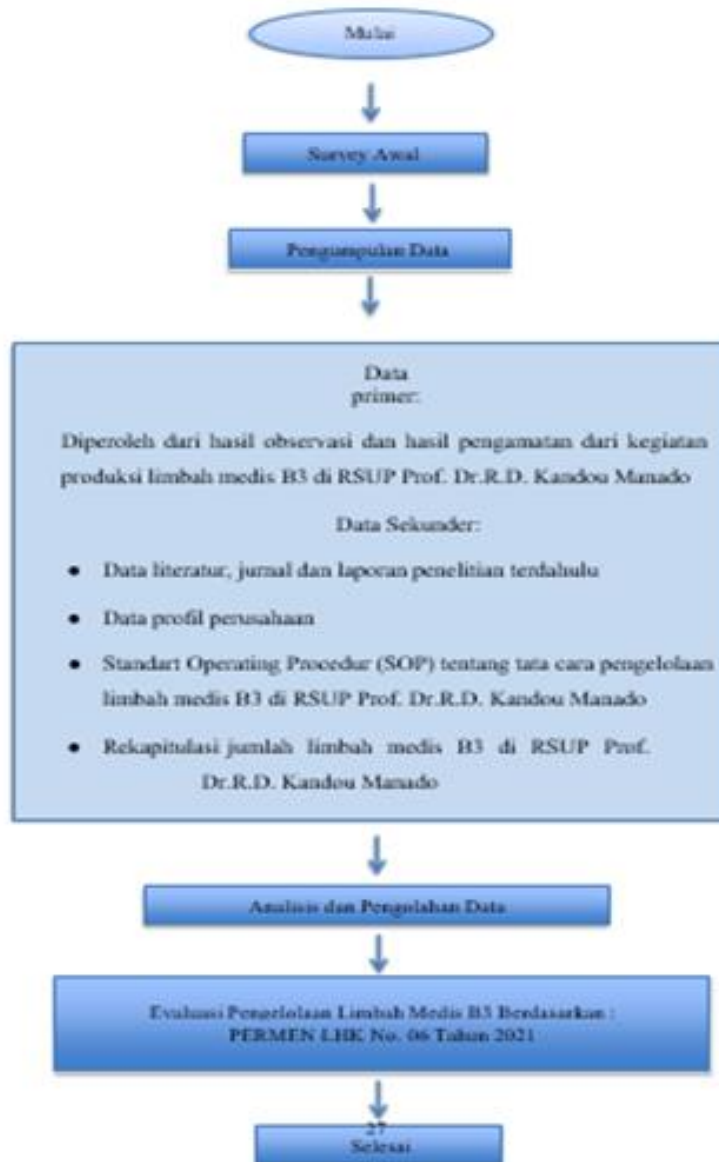 Mulai
Survey Awal
Pengumpulan Data
Data
primer:
Diperoleh dari hasil observasi dan hasil pengamatan dari kegiatan
produksi limbah medis B3 di RSUP Prof. Dr.R.D. Kandou Manado
Data Sekunder:
● Data literatur, jurnal dan laporan penelitian terdahulu
● Data profil perusahaan
● Standart Operating Procedur (SOP) tentang tata cara pengelolaan
limbah medis B3 di RSUP Prof. Dr.R.D. Kandou Manado
● Rekapitulasi jumlah limbah medis B3 di RSUP Prof.
Dr.R.D. Kandou Manado
Analisis dan Pengolahan Data
Evaluasi Pengelolaan Limbah Medis B3 Berdasarkan :
PERMEN LHK No. 06 Tahun 2021
27
Selesai